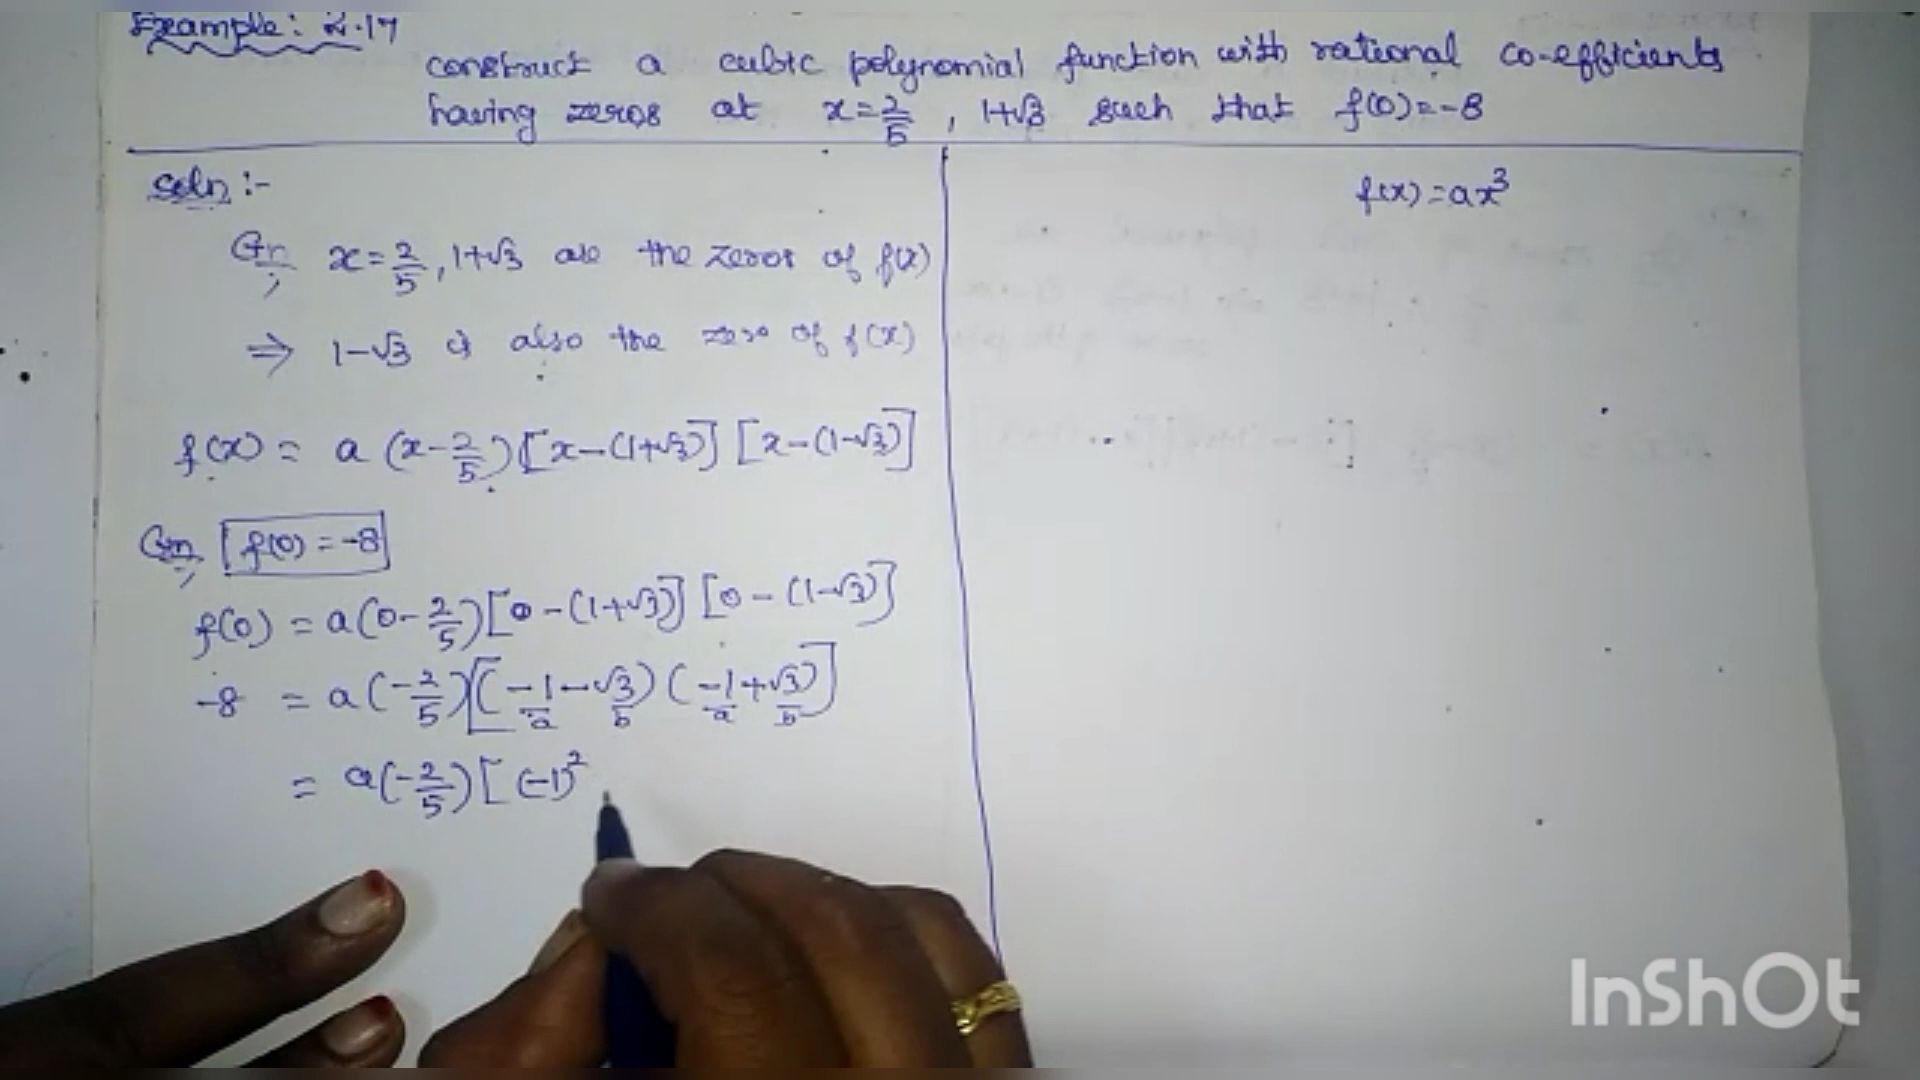 Example: 2.17
construct a cubic polynomial function with rational co-efficients
having zeros at x=2/5, 1+√3 such that f(0)=-8
Soln:-
Gn, x=2/5, 1+√3 are the zeros of f(x)
⇒ 1-√3 is also the zero of f(x)
f(x) = a (x-2/5) [x-(1+√3)] [x-(1-√3)]
Gn, f(0) = -8
f(0) = a(0-2/5)[0-(1+√3)] [0-(1-√3)]
-8 = a(-2/5)[(-1-√3)(-1+√3)]
a b a b
= a(-2/5)[(-1)²
f(x)=ax³
InShOt